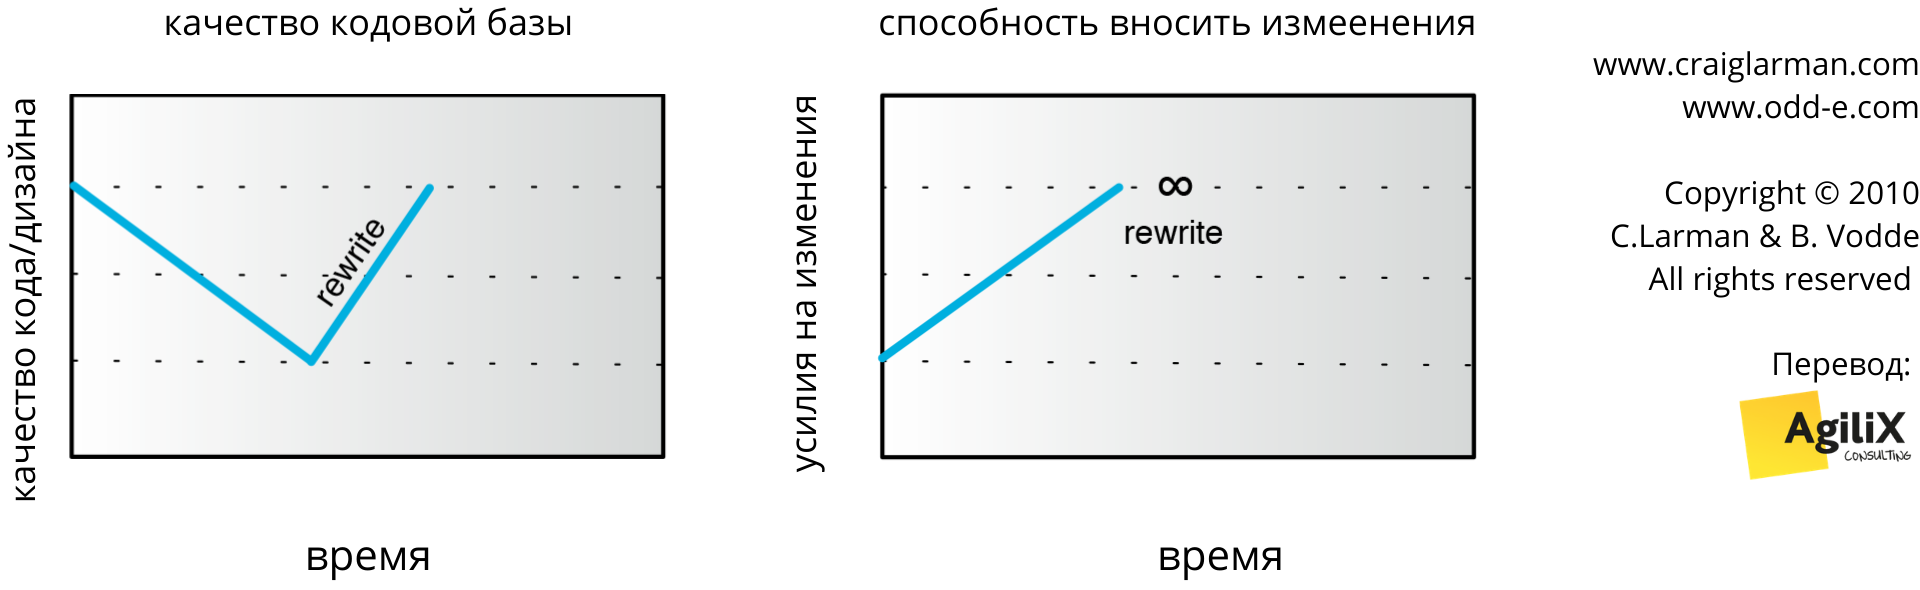 качество кодовой базы
качество кода/дизайна
rewrite
время
способность вносить измеенения
усилия на изменения
∞
rewrite
время
www.craiglarman.com
www.odd-e.com
Copyright © 2010
C.Larman & B. Vodde
All rights reserved
Перевод:
AgiliX
CONSULTING